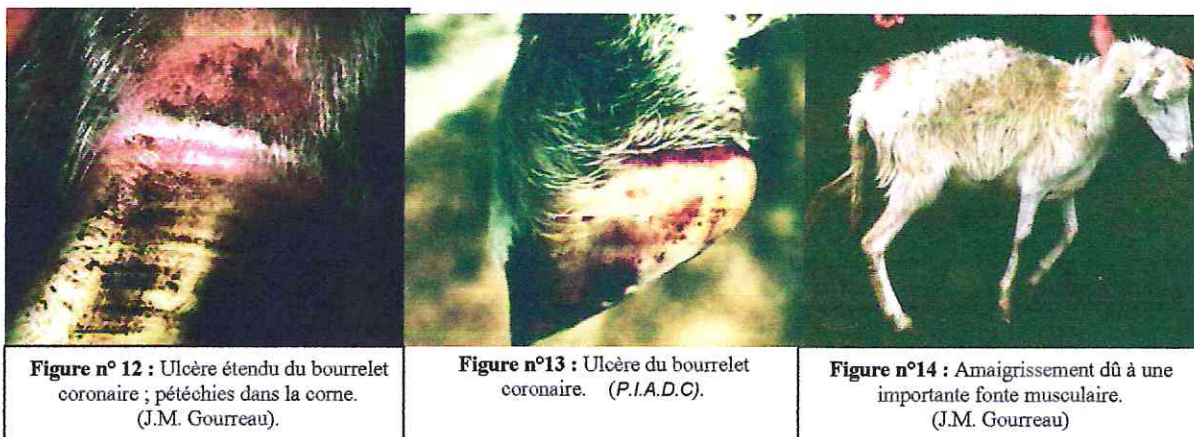 Figure n° 12 : Ulcère étendu du bourrelet
coronaire ; pétéchies dans la corne.
(J.M. Gourreau).
Figure n°13 : Ulcère du bourrelet
coronaire. (P.I.A.D.C).
Figure n°14 : Amaigrissement dû à une
importante fonte musculaire.
(J.M. Gourreau)